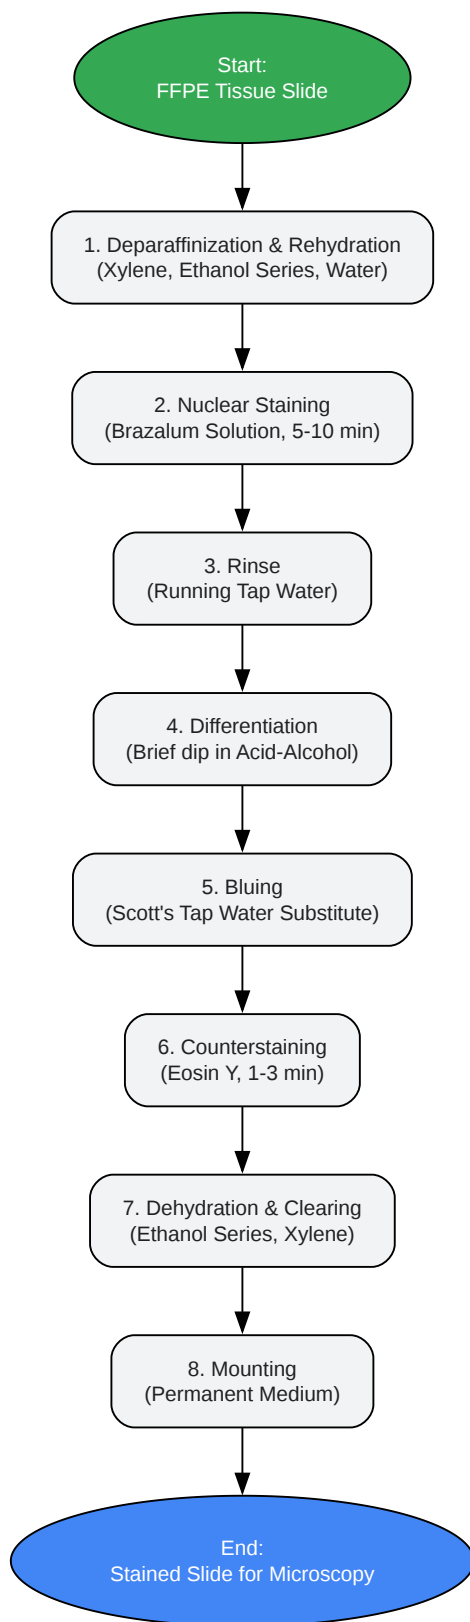 Start:
FFPE Tissue Slide
1. Deparaffinization & Rehydration
(Xylene, Ethanol Series, Water)
2. Nuclear Staining
(Brazalum Solution, 5-10 min)
3. Rinse
(Running Tap Water)
4. Differentiation
(Brief dip in Acid-Alcohol)
5. Bluing
(Scott's Tap Water Substitute)
6. Counterstaining
(Eosin Y, 1-3 min)
7. Dehydration & Clearing
(Ethanol Series, Xylene)
8. Mounting
(Permanent Medium)
End:
Stained Slide for Microscopy